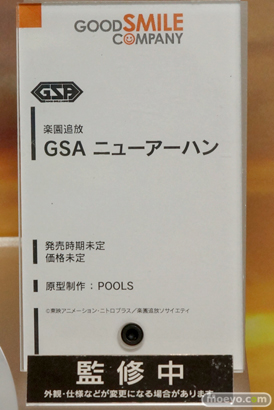 GOODSMILE
COMPANY
GSA
楽園追放
GSA ニューアーハン
発売時期未定
価格未定
原型制作：POOLS
©東映アニメーション・ニトロプラス／楽園追放ソサイエティ
監修中
外観・仕様などが変更になる場合があります
moeyo.com